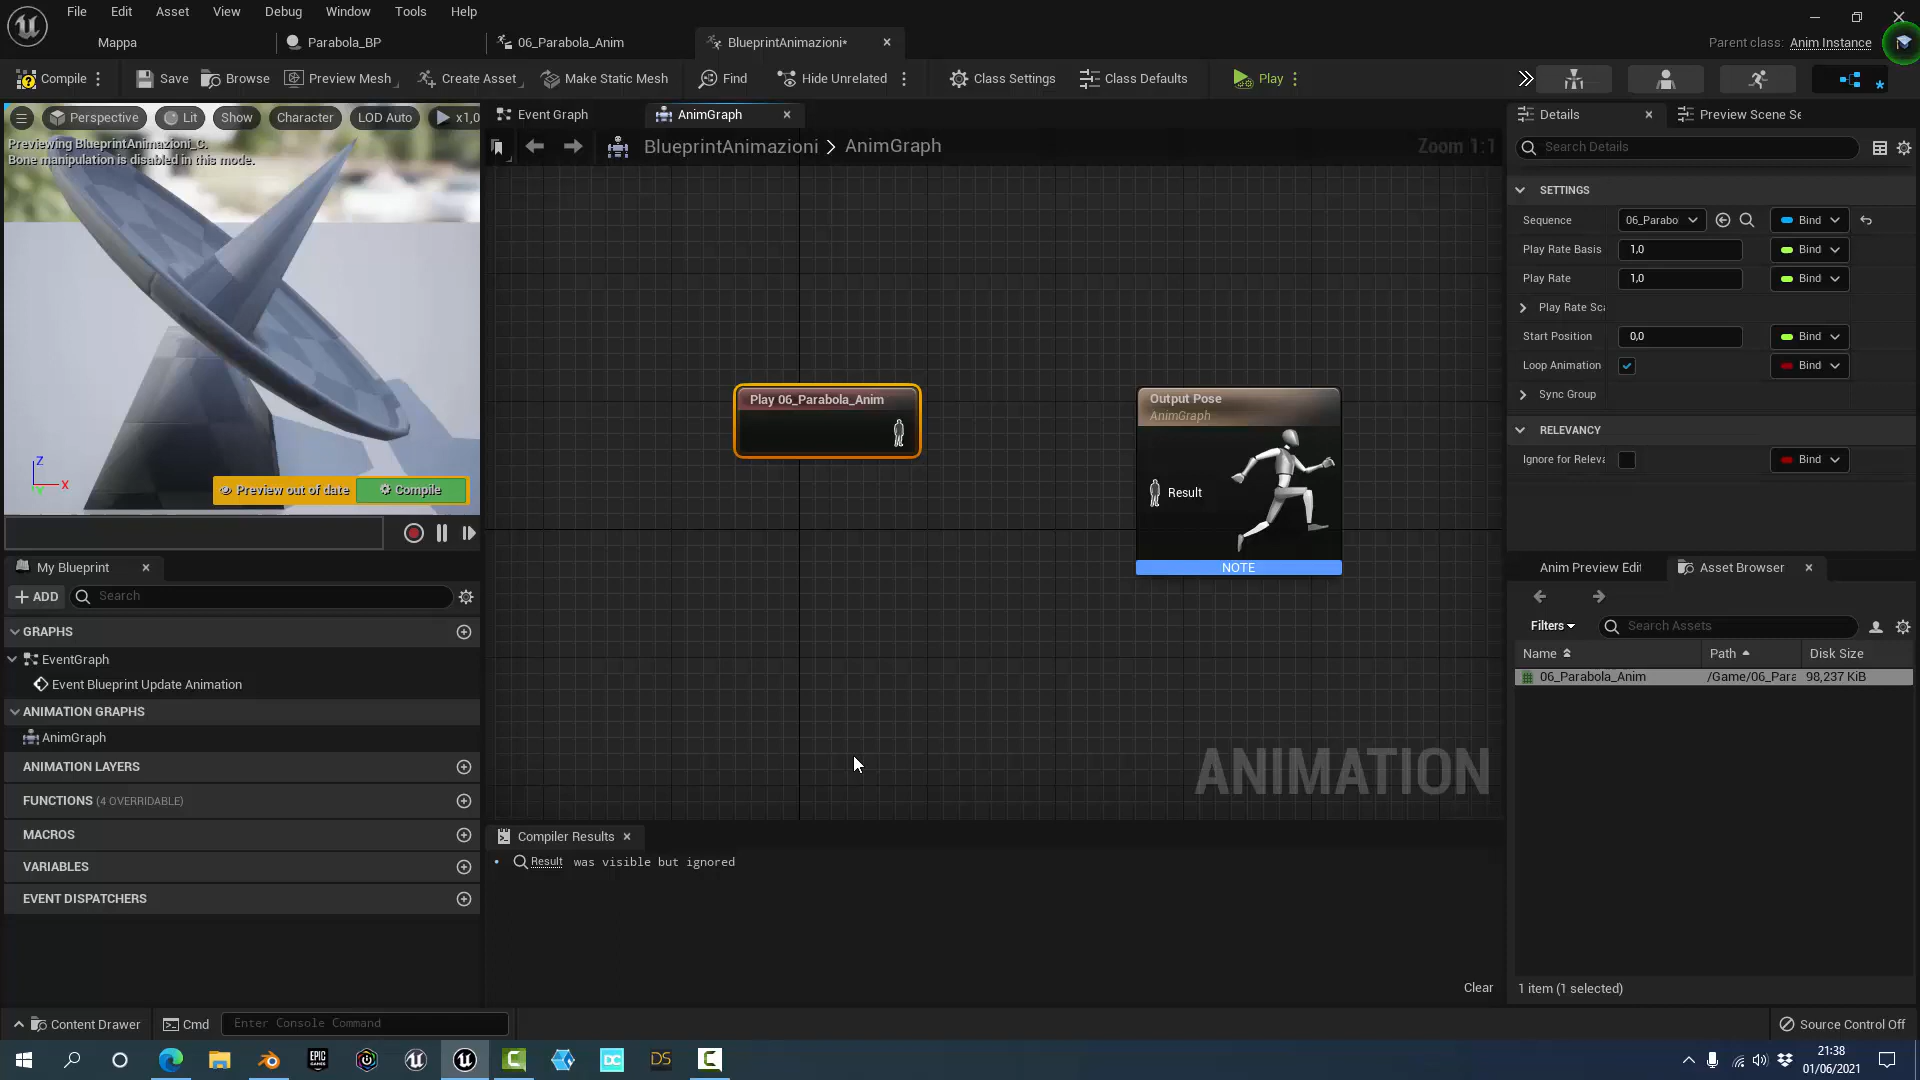 File Edit Asset View Debug Window Tools Help
Mappa Parabola_BP 06_Parabola_Anim BlueprintAnimazioni*
Parent class: Anim Instance
Compile Save Browse Preview Mesh Create Asset Make Static Mesh Find Hide Unrelated Class Settings Class Defaults Play
Perspective Lit Show Character LOD Auto x1,0
Previewing BlueprintAnimazioni_C.
Bone manipulation is disabled in this mode.
Z
X
Y
Preview out of date Compile
Event Graph AnimGraph
BlueprintAnimazioni > AnimGraph
Zoom 1:1
Play 06_Parabola_Anim
Output Pose
AnimGraph
Result
NOTE
ANIMATION
Compiler Results
Result was visible but ignored
Clear
My Blueprint
ADD Search
GRAPHS
EventGraph
Event Blueprint Update Animation
ANIMATION GRAPHS
AnimGraph
ANIMATION LAYERS
FUNCTIONS (4 OVERRIDABLE)
MACROS
VARIABLES
EVENT DISPATCHERS
Details Preview Scene Se
Search Details
SETTINGS
Sequence 06_Parabo Bind
Play Rate Basis 1,0 Bind
Play Rate 1,0 Bind
Play Rate Sca
Start Position 0,0 Bind
Loop Animation Bind
Sync Group
RELEVANCY
Ignore for Releva Bind
Anim Preview Edit Asset Browser
Filters Search Assets
Name Path Disk Size
06_Parabola_Anim /Game/06_Para 98,237 KiB
1 item (1 selected)
Content Drawer Cmd Enter Console Command Source Control Off
EPIC GAMES DC DS
21:38
01/06/2021